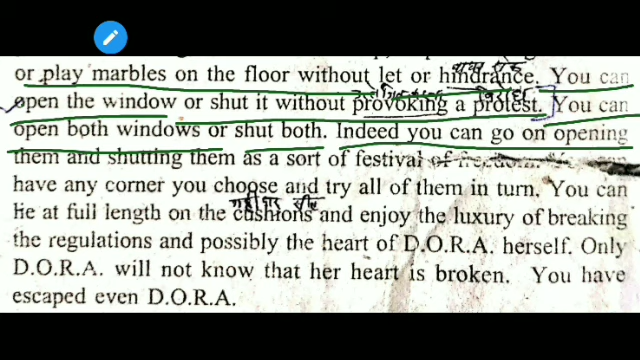 or play marbles on the floor without let or hindrance. You can
open the window or shut it without provoking a protest. You can
open both windows or shut both. Indeed you can go on opening
them and shutting them as a sort of festival of freedom. You can
have any corner you choose and try all of them in turn. You can
lie at full length on the cushions and enjoy the luxury of breaking
the regulations and possibly the heart of D.O.R.A. herself. Only
D.O.R.A. will not know that her heart is broken. You have
escaped even D.O.R.A.